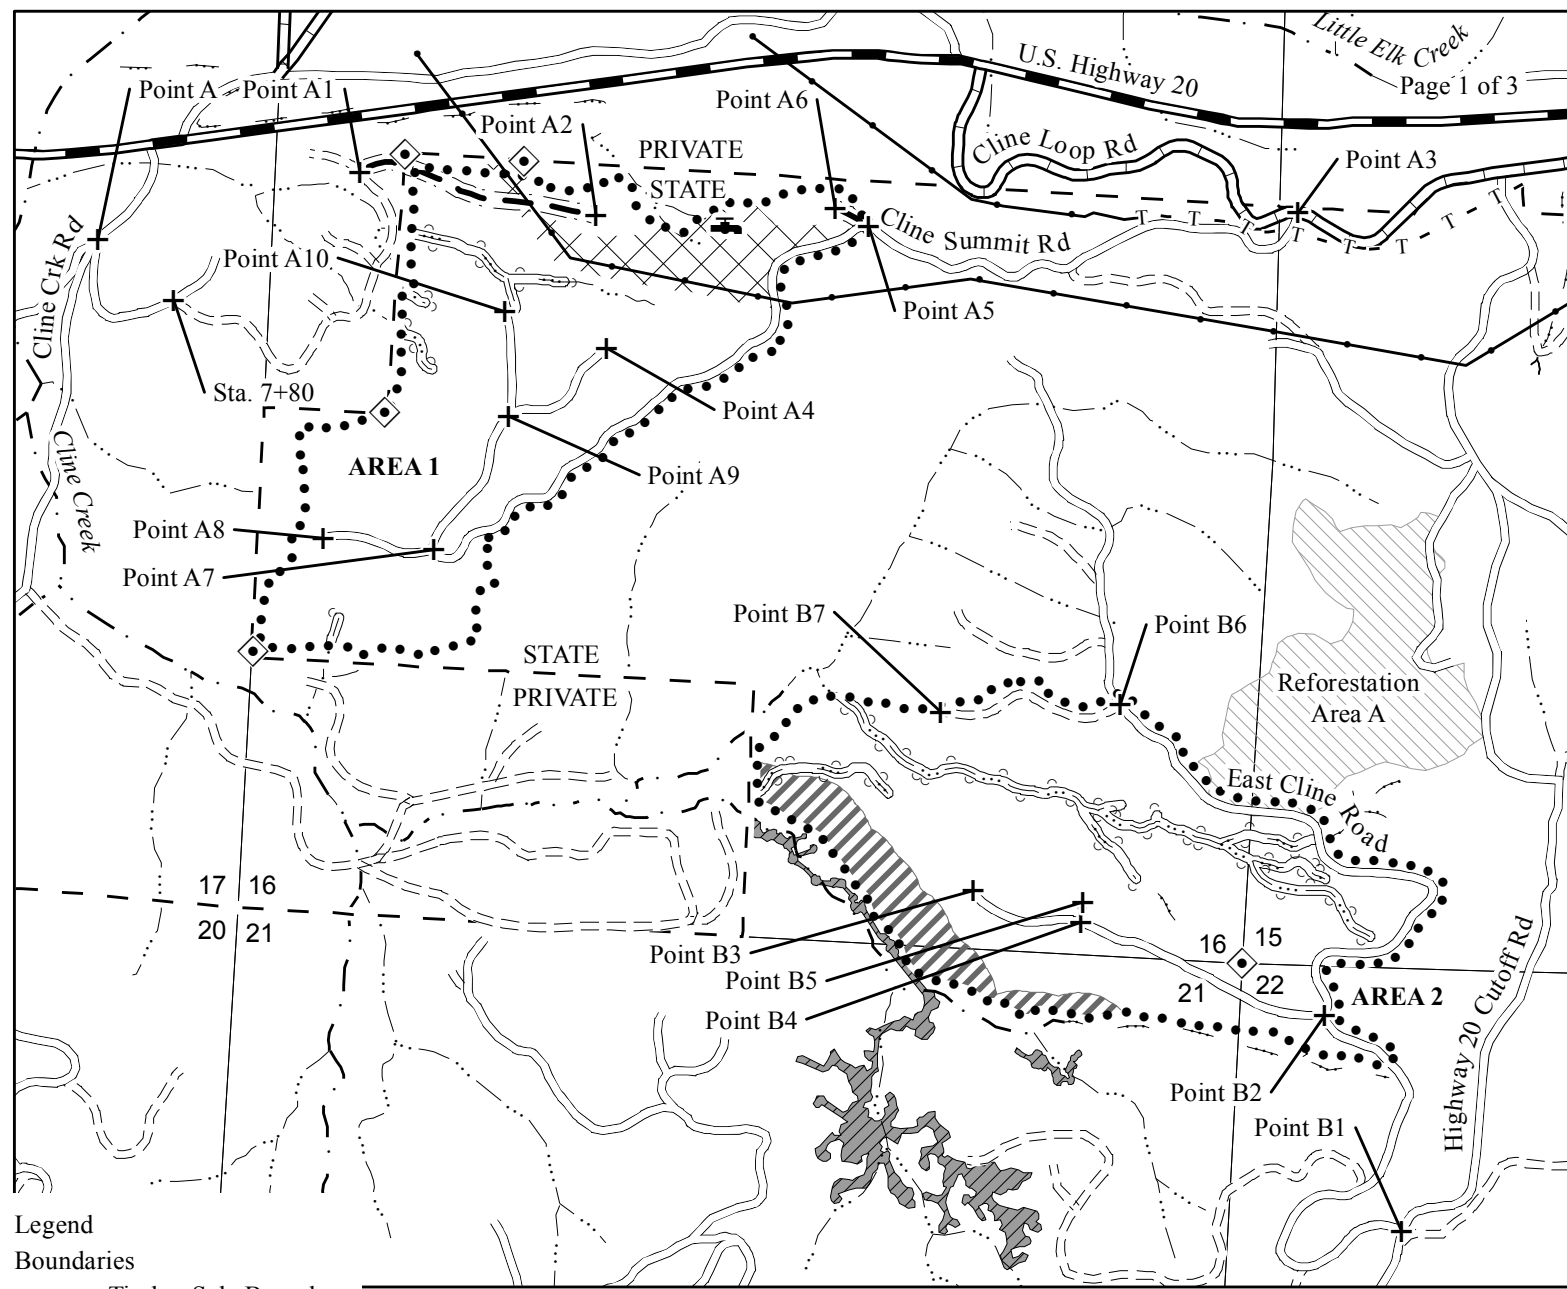 Little Elk Creek
U.S. Highway 20
Page 1 of 3
Point A
Point A1
Point A6
Point A2
PRIVATE
Cline Loop Rd
Point A3
STATE
Cline Crk Rd
Cline Summit Rd
Point A10
Point A5
T T T T T T T T
Sta. 7+80
Point A4
Cline Creek
AREA 1
Point A9
Point A8
Point A7
Point B7
Point B6
STATE
PRIVATE
Reforestation
Area A
East Cline Road
17 16
20 21
16 15
21 22
Point B3
Point B5
Point B4
AREA 2
Highway 20 Cutoff Rd
Point B2
Point B1
Legend
Boundaries